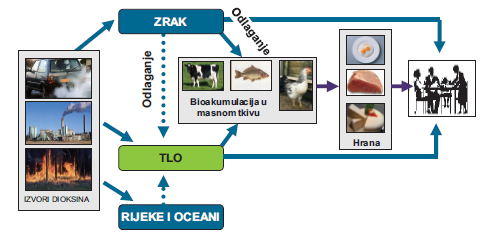 ZRAK
Odlaganje
Odlaganje
Bioakumulacija u
masnom tkivu
Hrana
TLO
IZVORI DIOKSINA
RIJEKE I OCEANI